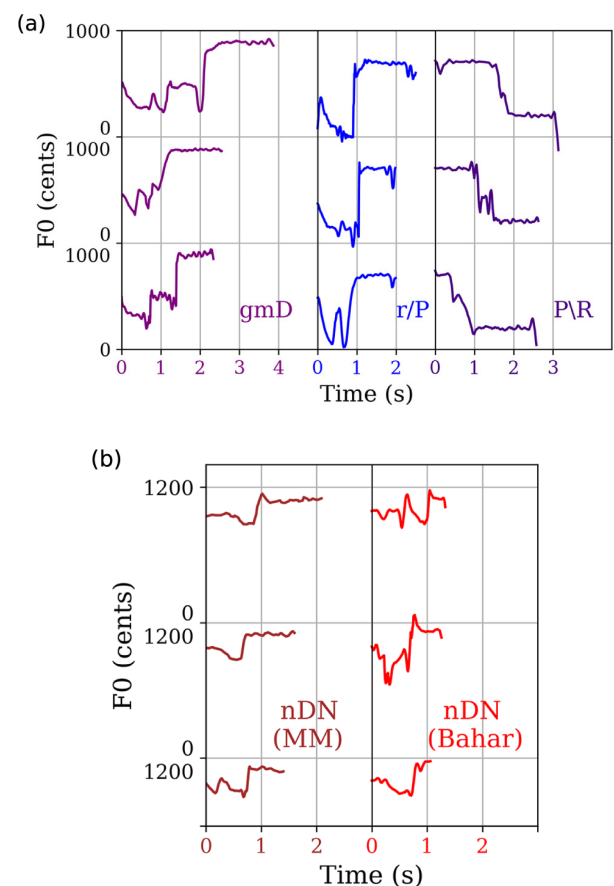 (a)
1000
0
1000
1000
0
F0 (cents)
gmD
r/P
P\R
0 1 2 3 4
0 1 2
0 1 2 3
Time (s)
(b)
1200
0
1200
0
1200
F0 (cents)
nDN
(MM)
nDN
(Bahar)
0 1 2
0 1 2
Time (s)